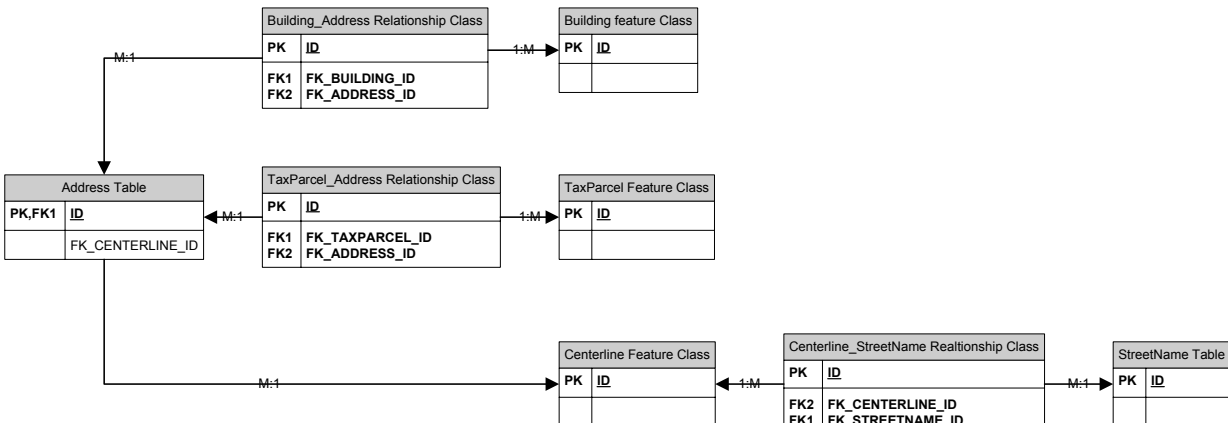 Building_Address Relationship Class
PK ID
FK1 FK_BUILDING_ID
FK2 FK_ADDRESS_ID
M:1
1:M
Building feature Class
PK ID
Address Table
PK,FK1 ID
FK_CENTERLINE_ID
M:1
TaxParcel_Address Relationship Class
PK ID
FK1 FK_TAXPARCEL_ID
FK2 FK_ADDRESS_ID
1:M
TaxParcel Feature Class
PK ID
M:1
Centerline Feature Class
PK ID
1:M
Centerline_StreetName Realtionship Class
PK ID
FK2 FK_CENTERLINE_ID
FK1 FK_STREETNAME_ID
M:1
StreetName Table
PK ID